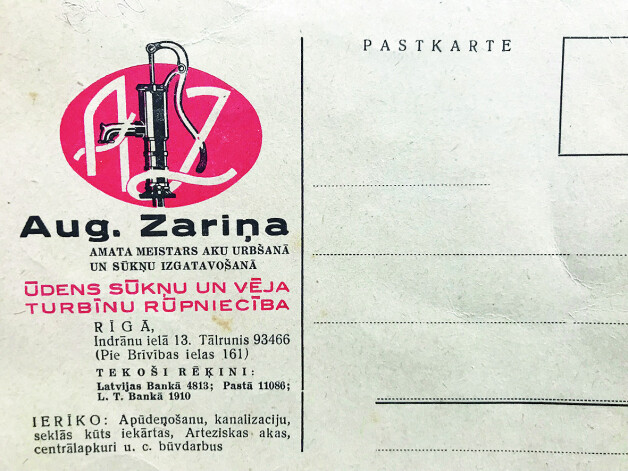 PASTKARTE
AZ
Aug. Zariņa
AMATA MEISTARS AKU URBŠANĀ
UN SŪKŅU IZGATAVOŠANĀ
ŪDENS SŪKŅU UN VĒJA
TURBĪNU RŪPNIECĪBA
RĪGĀ,
Indrānu ielā 13. Tālrunis 93466
(Pie Brīvības ielas 161)
TEKOŠI RĒĶINI:
Latvijas Bankā 4813; Pastā 11086;
L. T. Bankā 1910
IERĪKO: Apūdeņošanu, kanalizaciju,
seklās kūts iekārtas, Arteziskas akas,
centrālapkuri u. c. būvdarbus